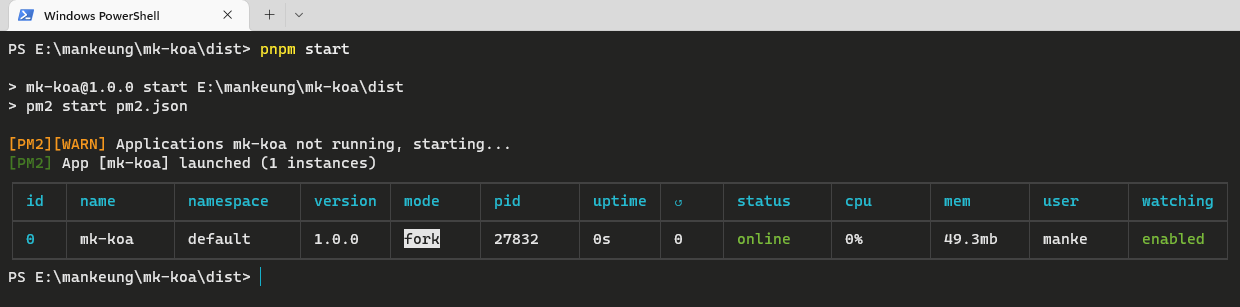 Windows PowerShell
PS E:\mankeung\mk-koa\dist> pnpm start
> mk-koa@1.0.0 start E:\mankeung\mk-koa\dist
> pm2 start pm2.json
[PM2][WARN] Applications mk-koa not running, starting...
[PM2] App [mk-koa] launched (1 instances)
id name namespace version mode pid uptime ↺ status cpu mem user watching
0 mk-koa default 1.0.0 fork 27832 0s 0 online 0% 49.3mb manke enabled
PS E:\mankeung\mk-koa\dist>